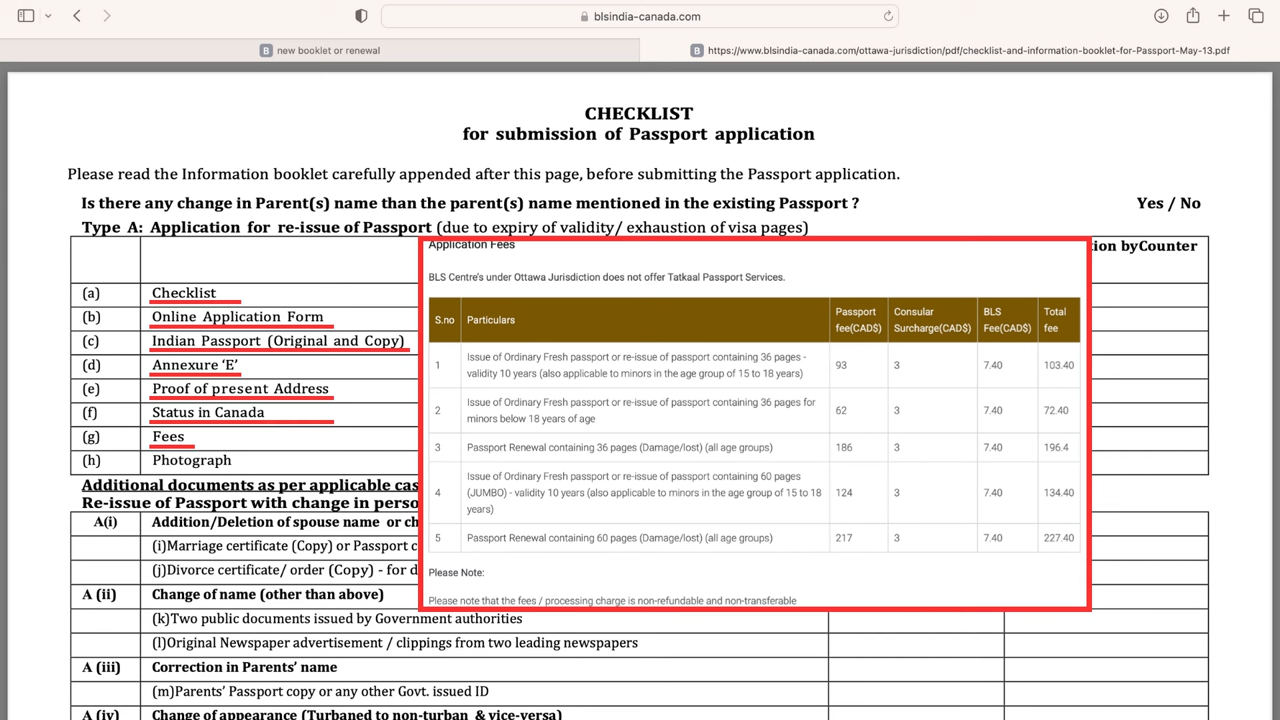 blsindia-canada.com
new booklet or renewal
https://www.blsindia-canada.com/ottawa-jurisdiction/pdf/checklist-and-information-booklet-for-Passport-May-13.pdf
CHECKLIST
for submission of Passport application
Please read the Information booklet carefully appended after this page, before submitting the Passport application.
Is there any change in Parent(s) name than the parent(s) name mentioned in the existing Passport ? Yes / No
Type A: Application for re-issue of Passport (due to expiry of validity/ exhaustion of visa pages)
ion byCounter
(a) Checklist
(b) Online Application Form
(c) Indian Passport (Original and Copy)
(d) Annexure ‘E’
(e) Proof of present Address
(f) Status in Canada
(g) Fees
(h) Photograph
Additional documents as per applicable cas
Re-issue of Passport with change in perso
A(i) Addition/Deletion of spouse name or ch
(i)Marriage certificate (Copy) or Passport c
(j)Divorce certificate/ order (Copy) - for d
A (ii) Change of name (other than above)
(k)Two public documents issued by Government authorities
(l)Original Newspaper advertisement / clippings from two leading newspapers
A (iii) Correction in Parents’ name
(m)Parents’ Passport copy or any other Govt. issued ID
A (iv) Change of appearance (Turbaned to non-turban & vice-versa)
Application Fees
BLS Centre's under Ottawa Jurisdiction does not offer Tatkaal Passport Services.
S.no Particulars Passport fee(CAD$) Consular Surcharge(CAD$) BLS Fee(CAD$) Total fee
1 Issue of Ordinary Fresh passport or re-issue of passport containing 36 pages - 93 3 7.40 103.40
validity 10 years (also applicable to minors in the age group of 15 to 18 years)
2 Issue of Ordinary Fresh passport or re-issue of passport containing 36 pages for 62 3 7.40 72.40
minors below 18 years of age
3 Passport Renewal containing 36 pages (Damage/lost) (all age groups) 186 3 7.40 196.4
4 Issue of Ordinary Fresh passport or re-issue of passport containing 60 pages 124 3 7.40 134.40
(JUMBO) - validity 10 years (also applicable to minors in the age group of 15 to 18
years)
5 Passport Renewal containing 60 pages (Damage/lost) (all age groups) 217 3 7.40 227.40
Please Note:
Please note that the fees / processing charge is non-refundable and non-transferable